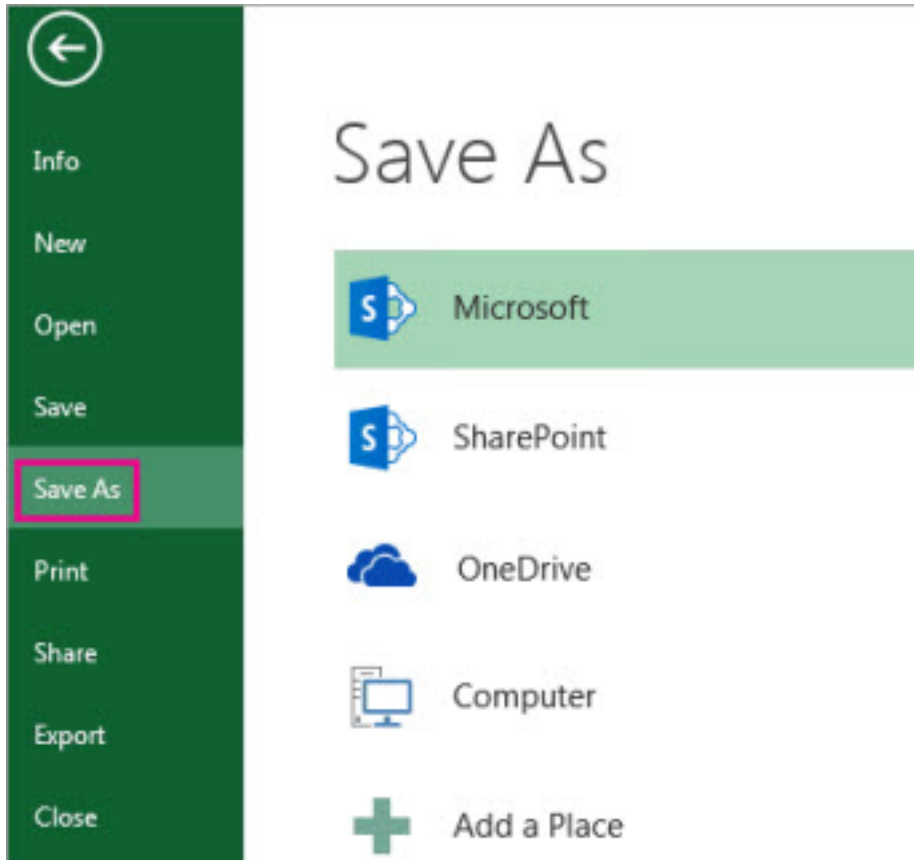 Info
New
Open
Save
Save As
Print
Share
Export
Close
Save As
S Microsoft
S SharePoint
OneDrive
Computer
Add a Place